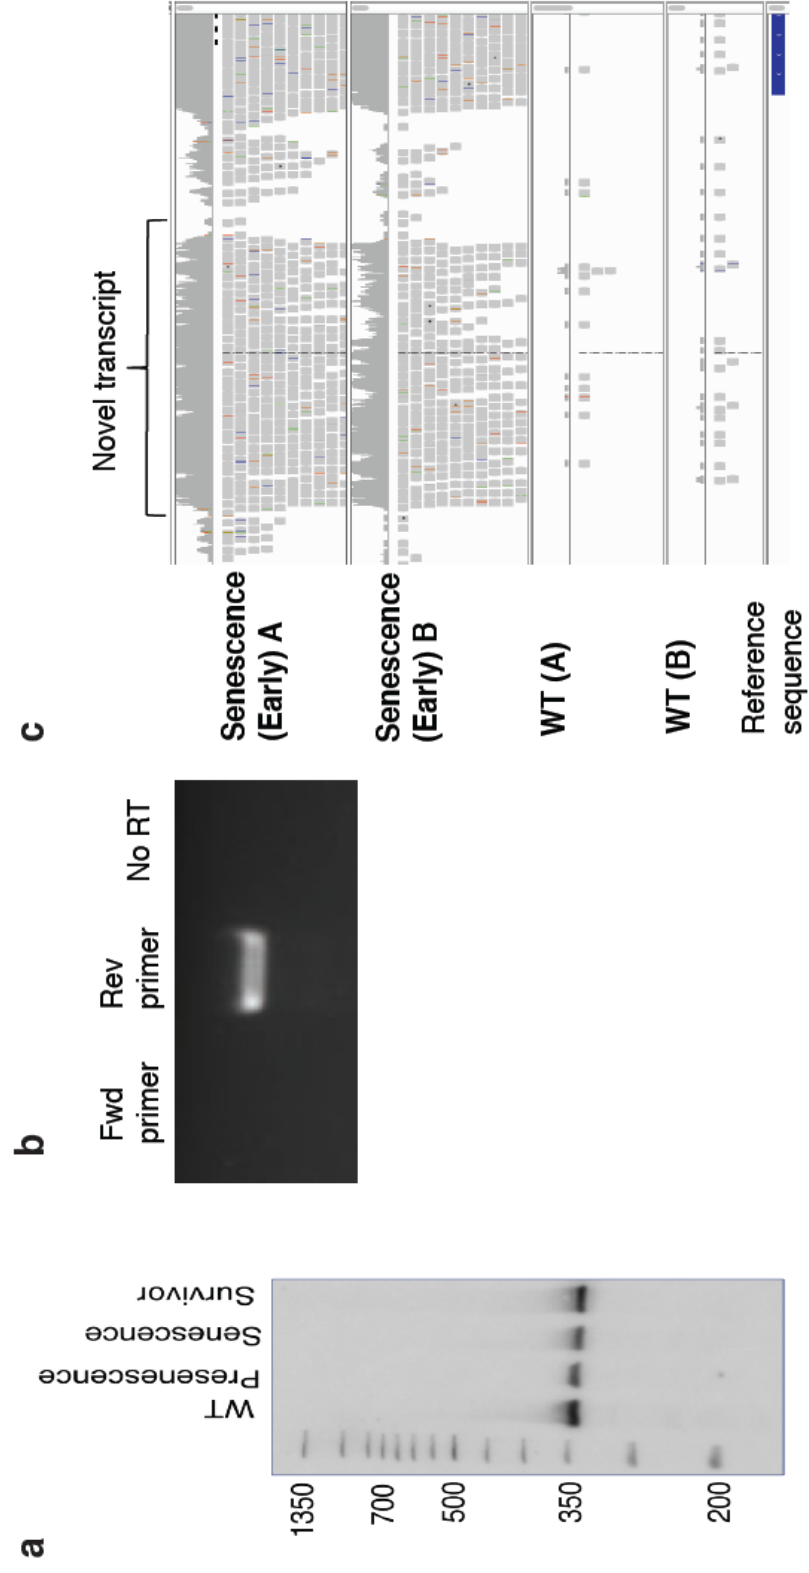 a
WT
Presenescence
Senescence
Survivor
1350
700
500
350
200
b
Fwd
primer
Rev
primer
No RT
c
Novel transcript
Senescence
(Early) A
Senescence
(Early) B
WT (A)
WT (B)
Reference
sequence